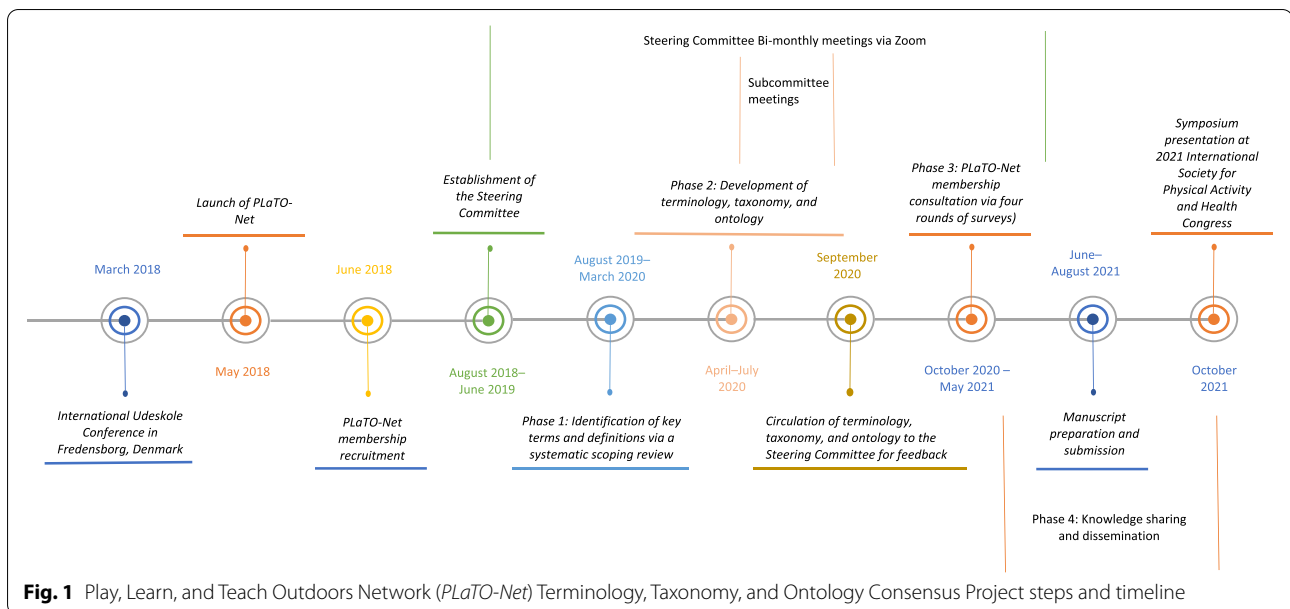 Steering Committee Bi-monthly meetings via Zoom
Subcommittee
meetings
Launch of PLaTO-
Net
Establishment of
the Steering
Committee
Phase 2: Development of
terminology, taxonomy, and
ontology
Phase 3: PLaTO-Net
membership
consultation via four
rounds of surveys)
Symposium
presentation at
2021 International
Society for
Physical Activity
and Health
Congress
March 2018
June 2018
August 2019–
March 2020
September
2020
June–
August 2021
May 2018
August 2018–
June 2019
April–July
2020
October 2020 –
May 2021
October
2021
International Udeskole
Conference in
Fredensborg, Denmark
PLaTO-Net
membership
recruitment
Phase 1: Identification of key
terms and definitions via a
systematic scoping review
Circulation of terminology,
taxonomy, and ontology to the
Steering Committee for feedback
Manuscript
preparation and
submission
Phase 4: Knowledge sharing
and dissemination
Fig. 1 Play, Learn, and Teach Outdoors Network (PLaTO-Net) Terminology, Taxonomy, and Ontology Consensus Project steps and timeline